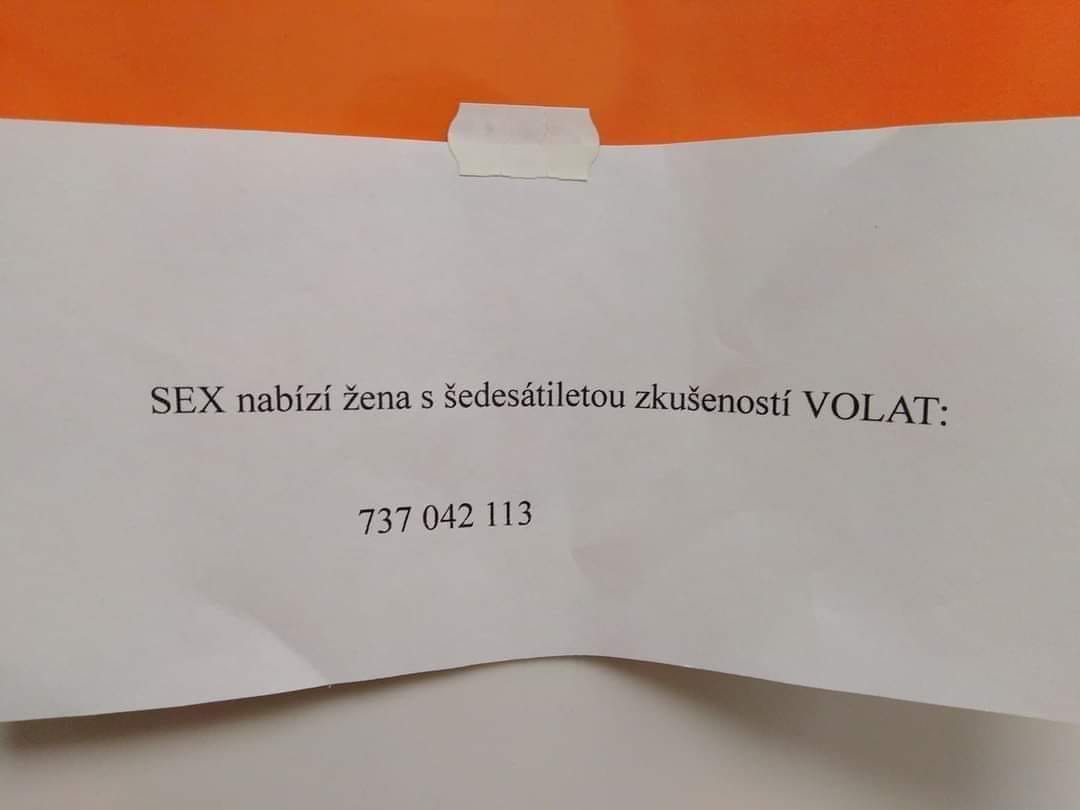 SEX nabízí žena s šedesátiletou zkušeností VOLAT:
737 042 113